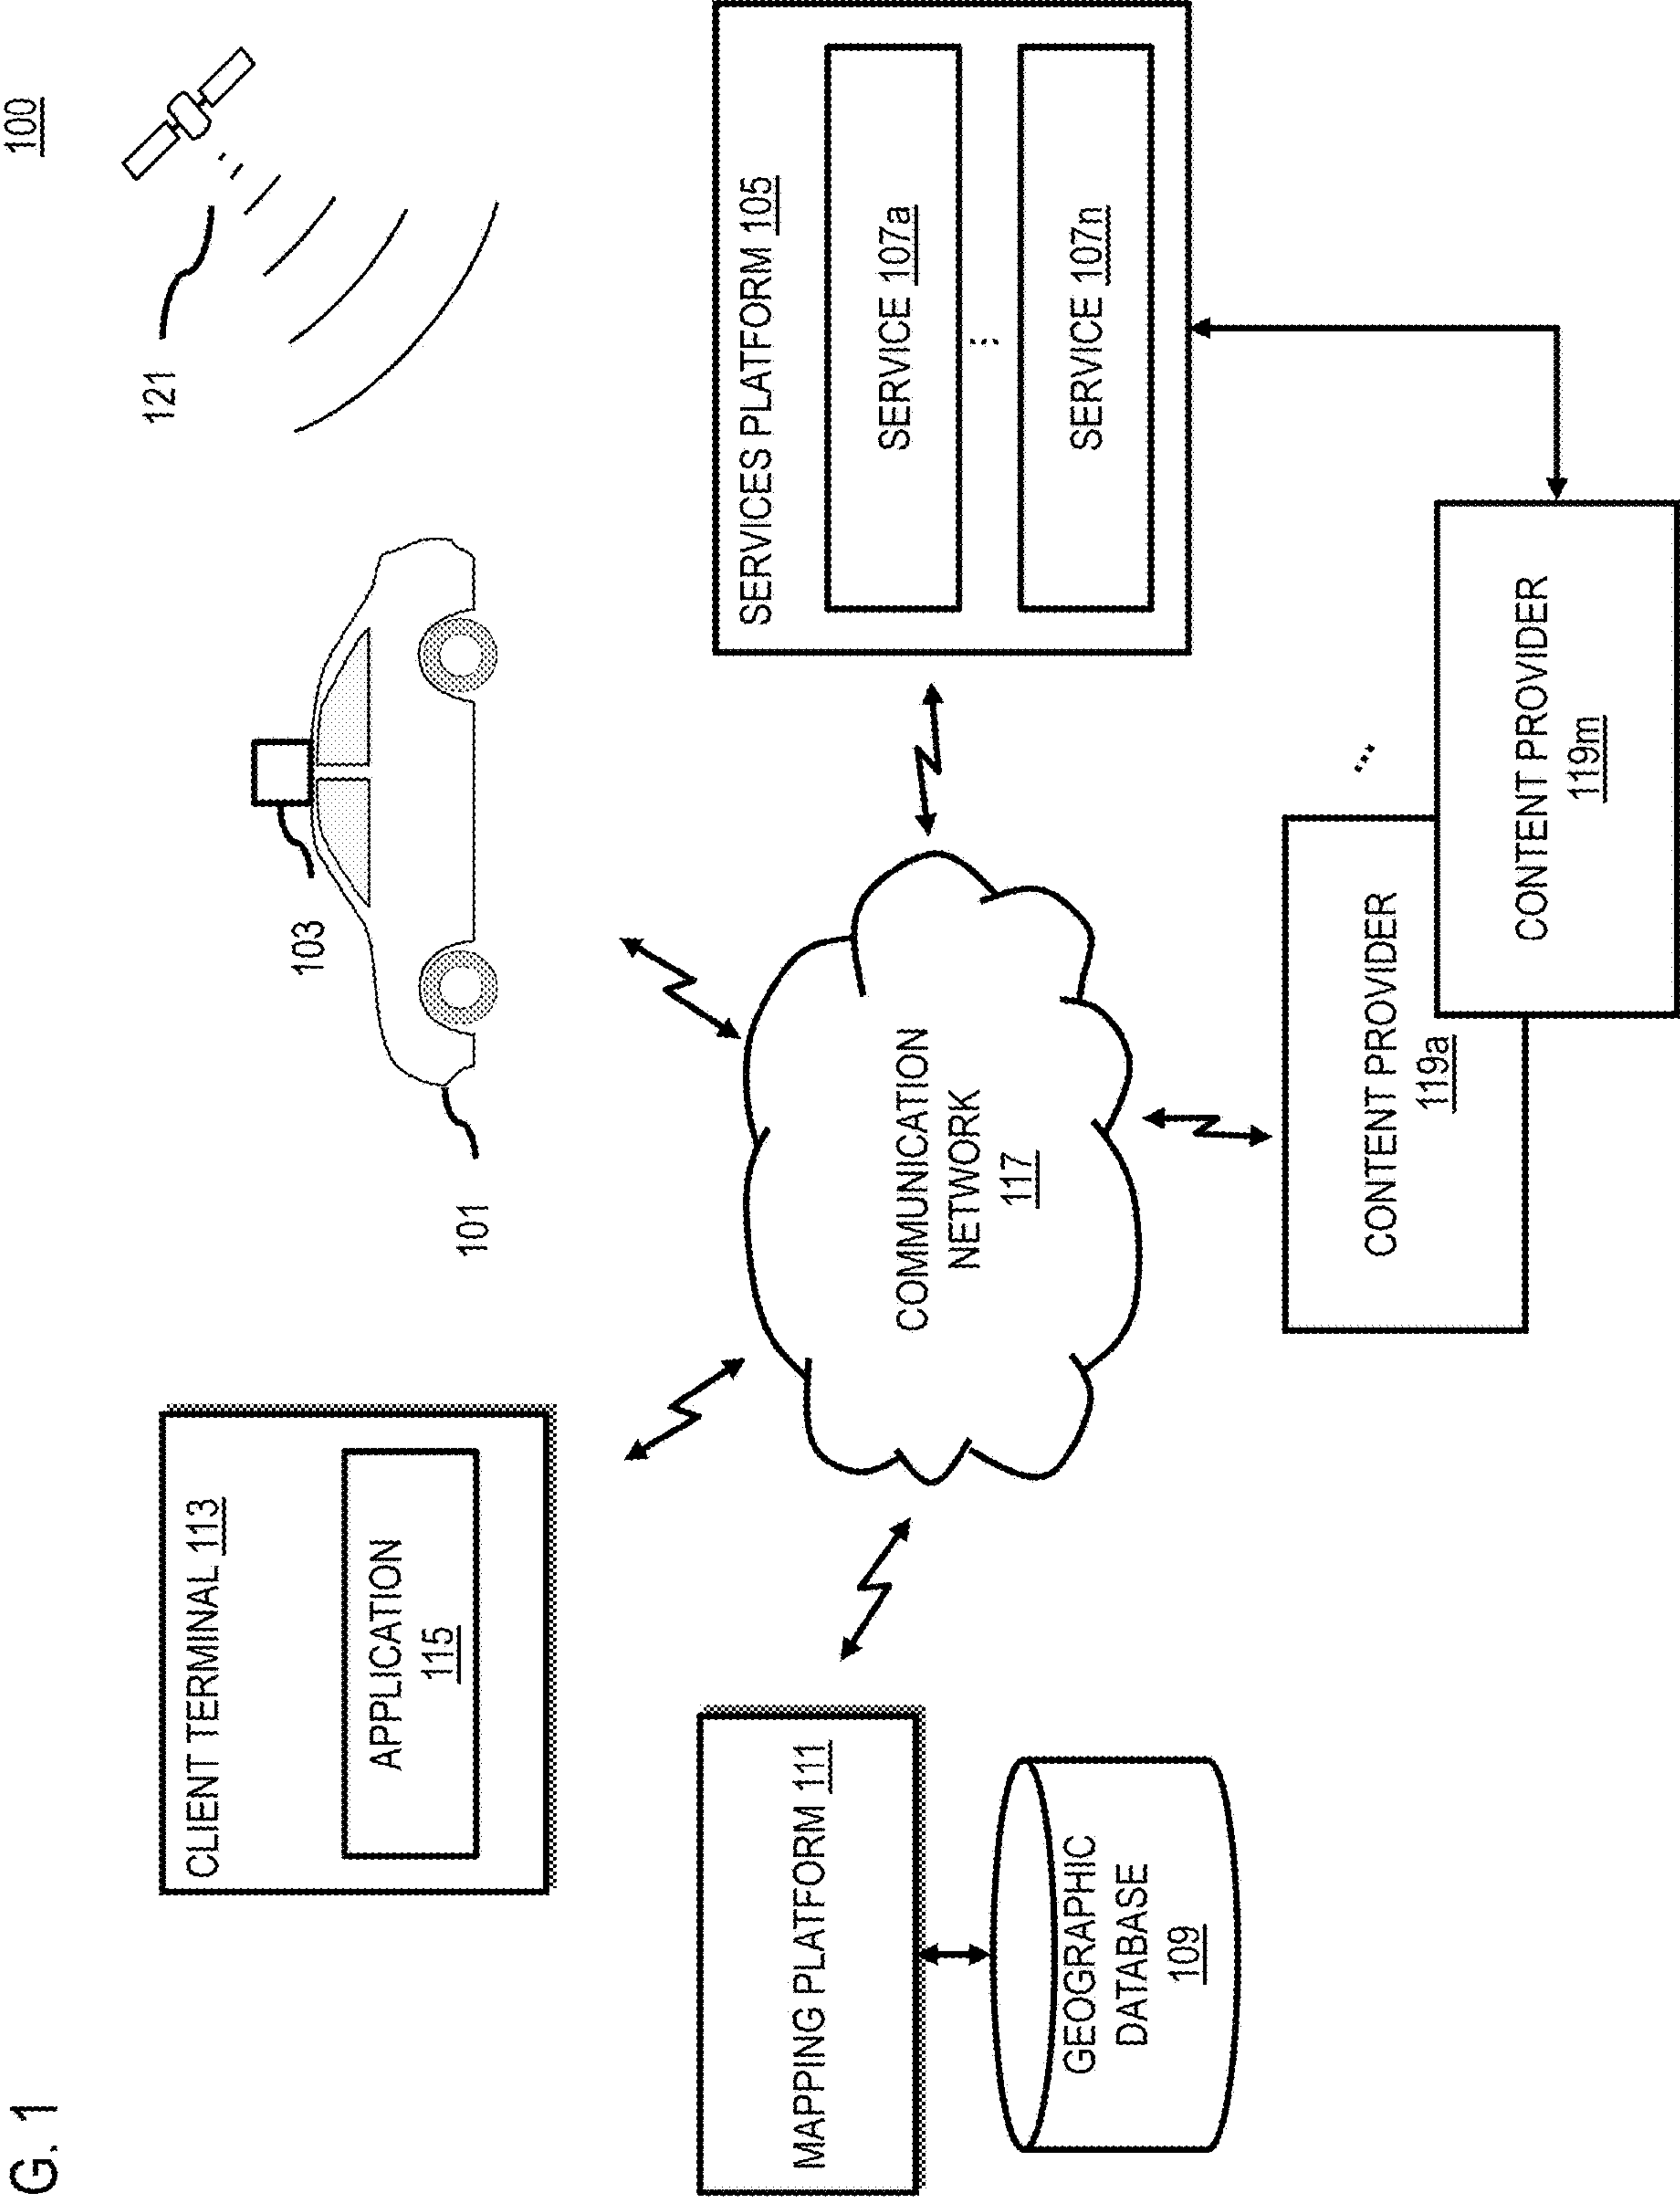 G. 1
100
CLIENT TERMINAL 113
APPLICATION
115
101
103
121
MAPPING PLATFORM 111
GEOGRAPHIC
DATABASE
109
COMMUNICATION
NETWORK
117
SERVICES PLATFORM 105
SERVICE 107a
...
SERVICE 107n
CONTENT PROVIDER
119a
...
CONTENT PROVIDER
119m